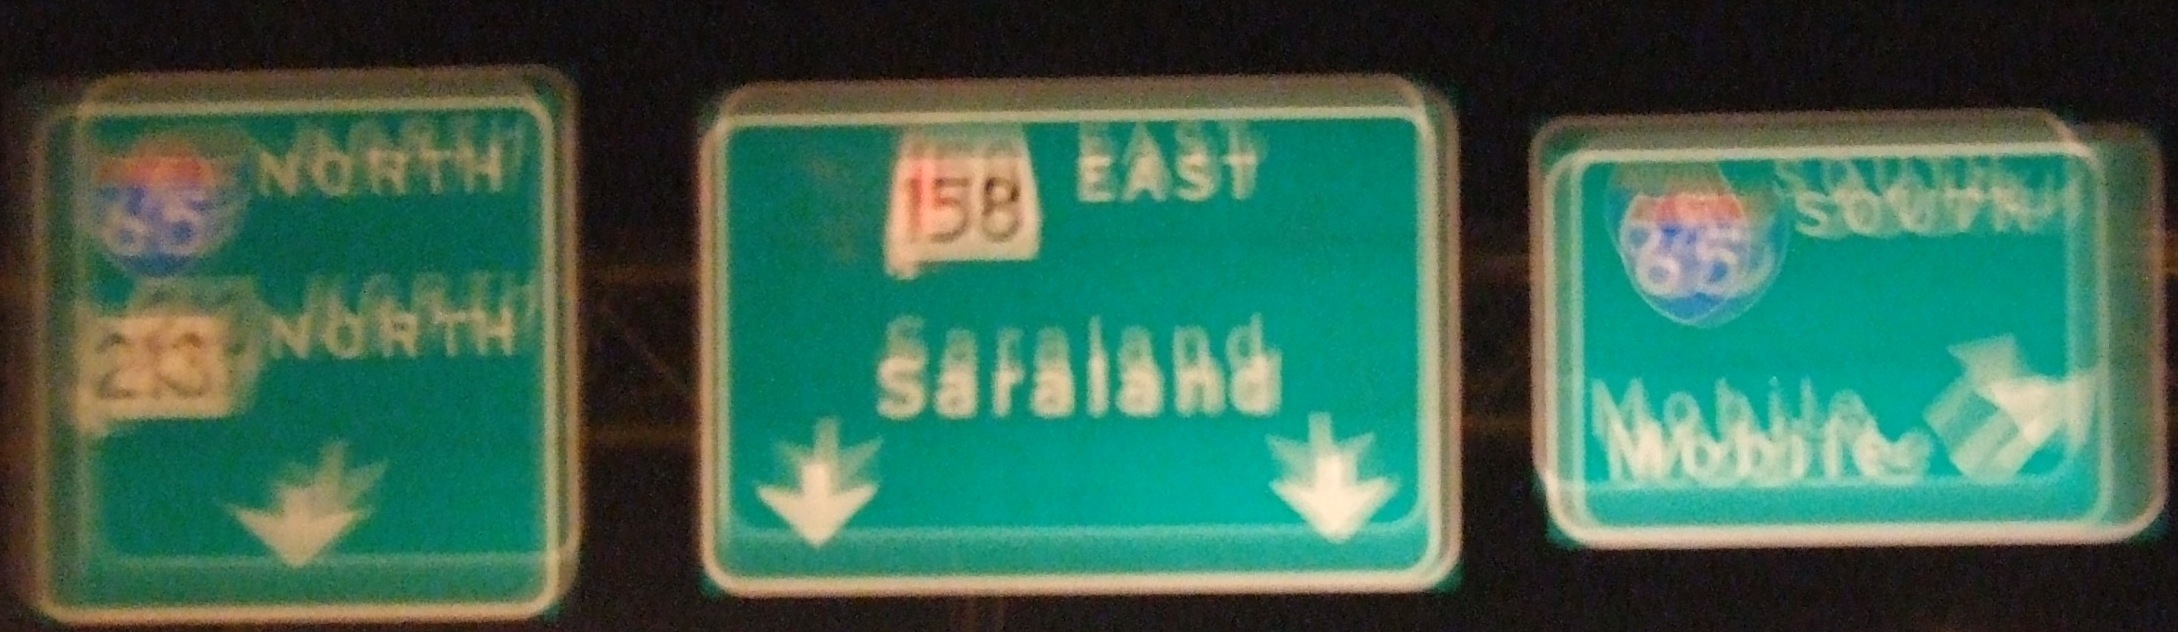 65 NORTH
213 NORTH
158 EAST
Saraland
65 SOUTH
Mobile